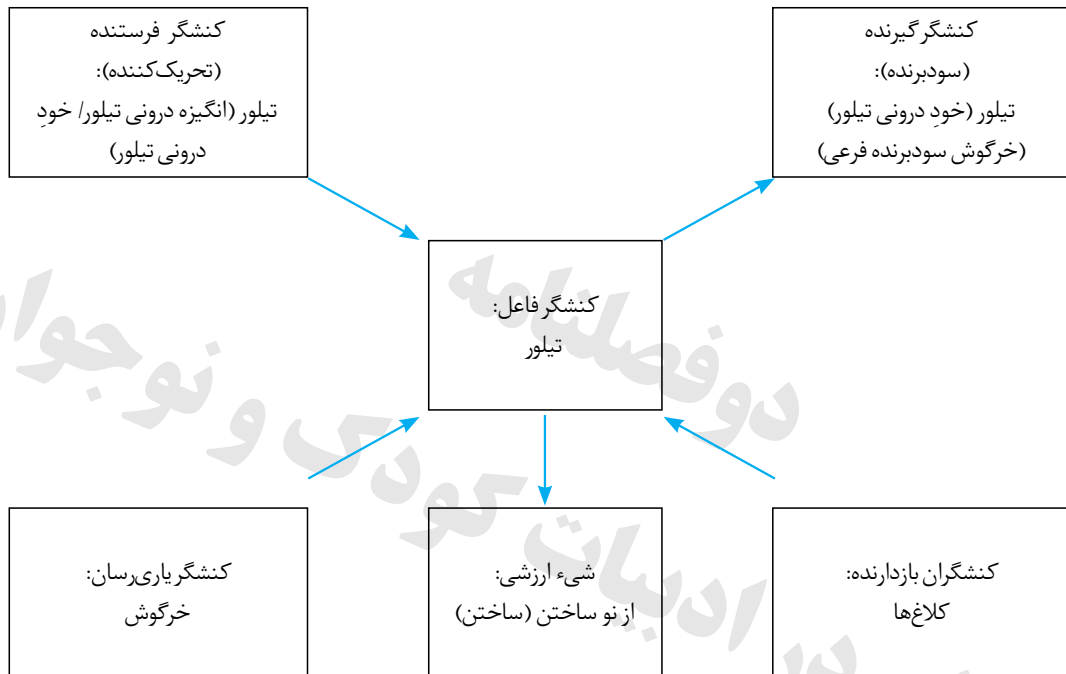 کنشگر گیرنده
(سودبرنده):
تیلور (خودِ درونی تیلور)
(خرگوش سودبرنده فرعی)
کنشگر فرستنده
(تحریک‌کننده):
تیلور (انگیزه درونی تیلور/ خودِ
درونی تیلور)
کنشگر فاعل:
تیلور
کنشگران بازدارنده:
کلاغ‌ها
شیء ارزشی:
از نو ساختن (ساختن)
کنشگر یاری‌رسان:
خرگوش
دوفصلنامه
ادبیات کودک و نوجوان